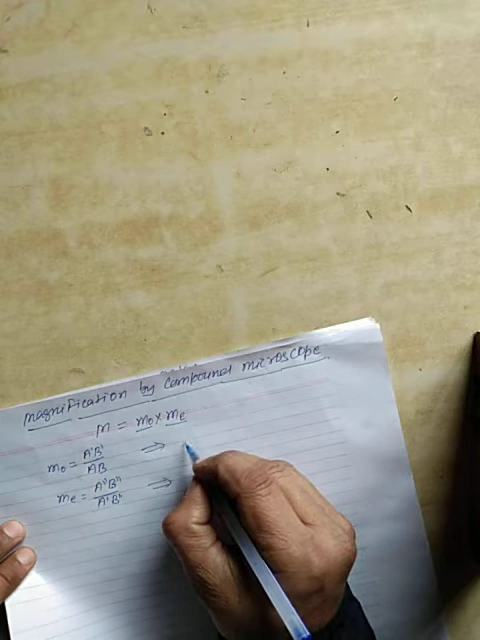 magnification by compound microscope
M = mo × me
mo = A'B' / AB ⇒
me = A"B" / A'B' ⇒